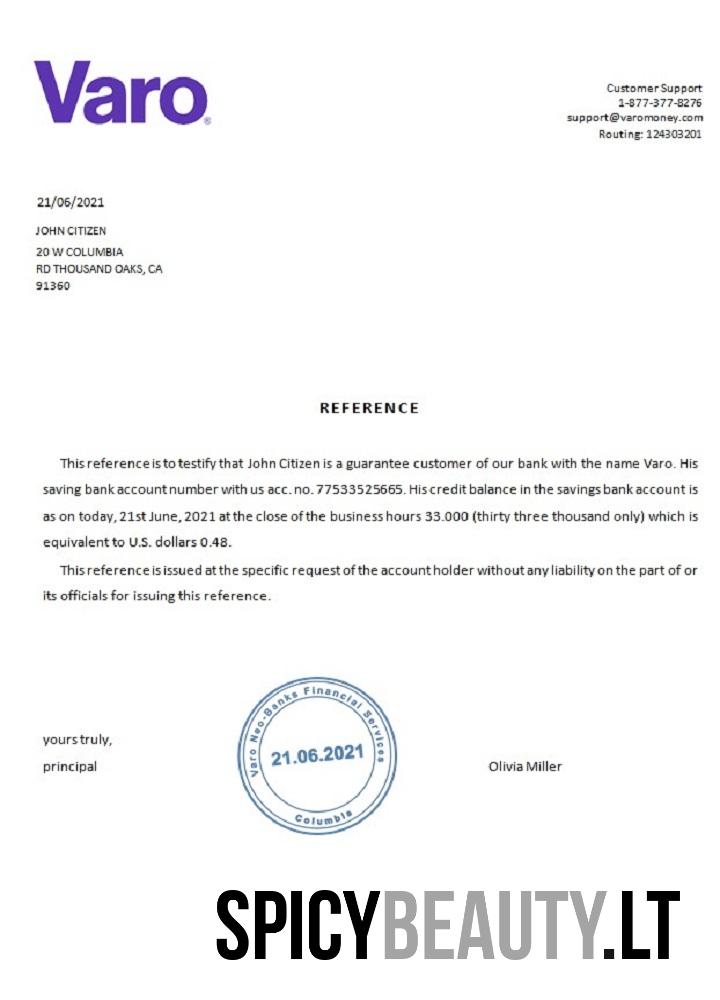 Varo®
Customer Support
1-877-377-8276
support@varomoney.com
Routing: 124303201
21/06/2021
JOHN CITIZEN
20 W COLUMBIA
RD THOUSAND OAKS, CA
91360
REFERENCE
This reference is to testify that John Citizen is a guarantee customer of our bank with the name Varo. His
saving bank account number with us acc. no. 77533525665. His credit balance in the savings bank account is
as on today, 21st June, 2021 at the close of the business hours 33.000 (thirty three thousand only) which is
equivalent to U.S. dollars 0.48.
This reference is issued at the specific request of the account holder without any liability on the part of or
its officials for issuing this reference.
yours truly,
principal
Varo Neo-Banks Financial Services
21.06.2021
Columbia
Olivia Miller
SPICYBEAUTY.LT